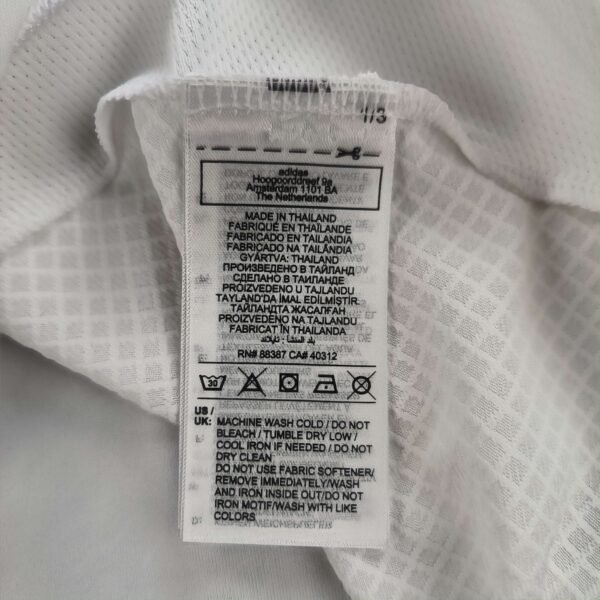 1/3
adidas
Hoogoorddreef 9a
Amsterdam 1101 BA
The Netherlands
MADE IN THAILAND
FABRIQUÉ EN THAÏLANDE
FABRICADO EN TAILANDIA
FABRICADO NA TAILÂNDIA
GYÁRTVA: THAILAND
ПРОИЗВЕДЕНО В ТАЙЛАНД
СДЕЛАНО В ТАИЛАНДЕ
PROIZVEDENO U TAJLANDU
TAYLAND'DA İMAL EDİLMİŞTİR.
ТАЙЛАНДТА ЖАСАЛҒАН
PROIZVEDENO NA TAJLANDU
FABRICAT ÎN THAILANDA
بلد المنشأ: تايلاند
RN# 88387 CA# 40312
30
US /
UK: MACHINE WASH COLD / DO NOT
BLEACH / TUMBLE DRY LOW /
COOL IRON IF NEEDED / DO NOT
DRY CLEAN
DO NOT USE FABRIC SOFTENER/
REMOVE IMMEDIATELY/WASH
AND IRON INSIDE OUT/DO NOT
IRON MOTIF/WASH WITH LIKE
COLORS